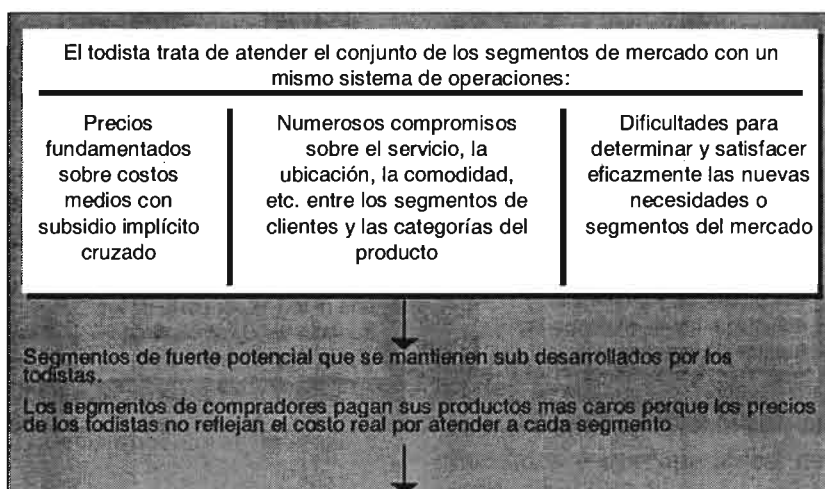 El todista trata de atender el conjunto de los segmentos de mercado con un
mismo sistema de operaciones:
Precios
fundamentados
sobre costos
medios con
subsidio implícito
cruzado
Numerosos compromisos
sobre el servicio, la
ubicación, la comodidad,
etc. entre los segmentos de
clientes y las categorías del
producto
Dificultades para
determinar y satisfacer
eficazmente las nuevas
necesidades o
segmentos del mercado
Segmentos de fuerte potencial que se mantienen sub desarrollados por los
todistas.
Los segmentos de compradores pagan sus productos mas caros porque los precios
de los todistas no reflejan el costo real por atender a cada segmento